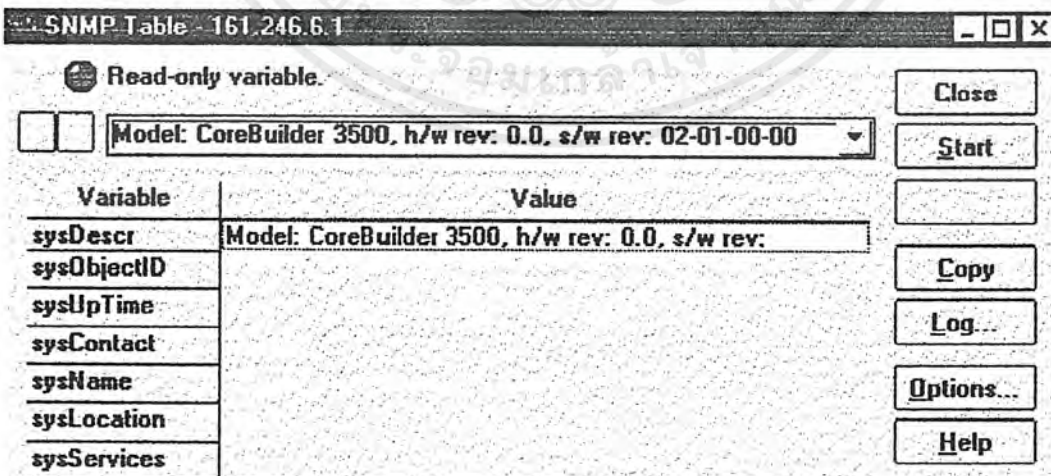 SNMP Table - 161.246.6.1
Read-only variable.
Close
Model: CoreBuilder 3500, h/w rev: 0.0, s/w rev: 02-01-00-00
Start
Variable Value
sysDescr Model: CoreBuilder 3500, h/w rev: 0.0, s/w rev:
sysObjectID
Copy
sysUpTime
Log...
sysContact
sysName
Options...
sysLocation
Help
sysServices